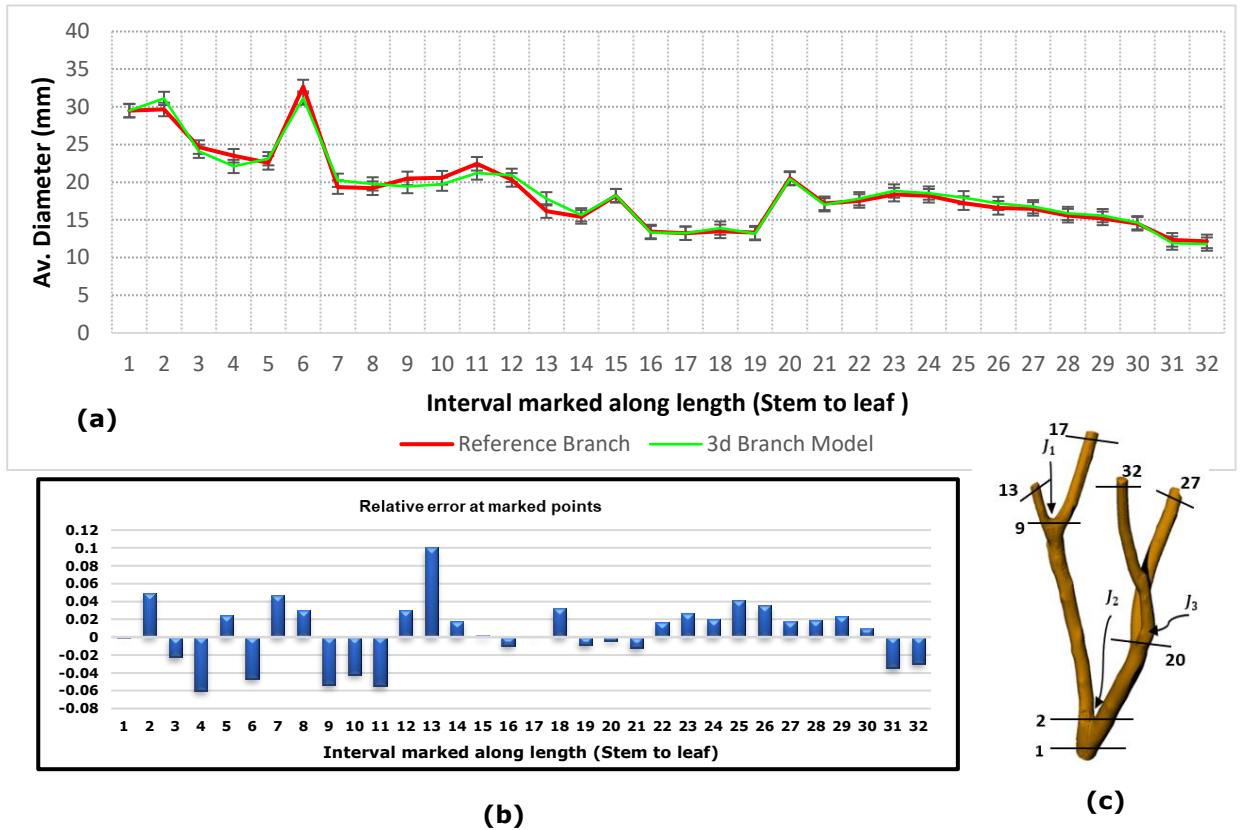 40
35
30
25
20
15
10
5
0
Av. Diameter (mm)
1 2 3 4 5 6 7 8 9 10 11 12 13 14 15 16 17 18 19 20 21 22 23 24 25 26 27 28 29 30 31 32
Interval marked along length (Stem to leaf )
(a)
Reference Branch 3d Branch Model
Relative error at marked points
0.12
0.1
0.08
0.06
0.04
0.02
0
-0.02
-0.04
-0.06
-0.08
1 2 3 4 5 6 7 8 9 10 11 12 13 14 15 16 17 18 19 20 21 22 23 24 25 26 27 28 29 30 31 32
Interval marked along length (Stem to leaf)
(b)
17
J1
32
27
13
9
J2
J3
20
2
1
(c)